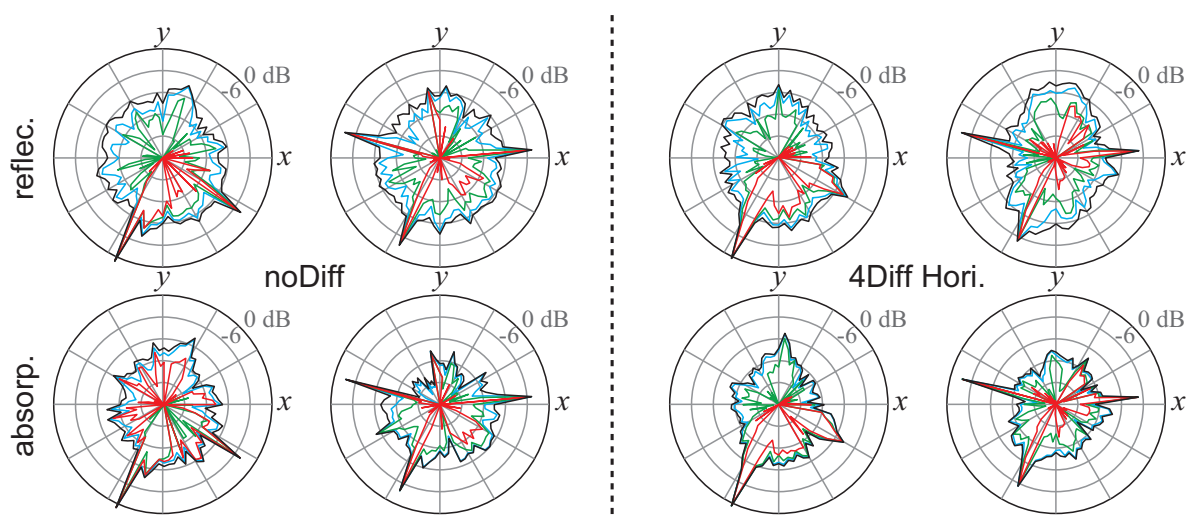 y y y y
0 dB 0 dB 0 dB 0 dB
-6 -6 -6 -6
reflec. x x x x
noDiff 4Diff Hori.
y y y y
0 dB 0 dB 0 dB 0 dB
-6 -6 -6 -6
absorp. x x x x